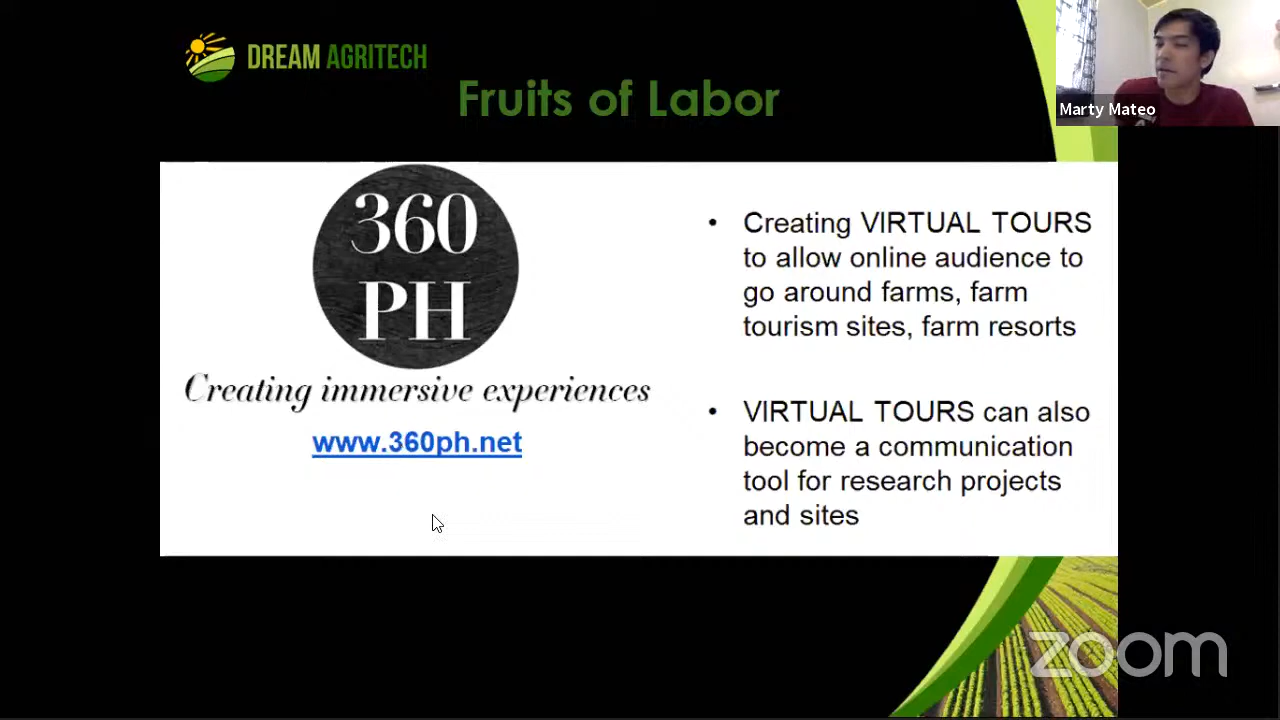 DREAM AGRITECH
Fruits of Labor
Marty Mateo
360
PH
Creating immersive experiences
www.360ph.net
• Creating VIRTUAL TOURS
to allow online audience to
go around farms, farm
tourism sites, farm resorts
• VIRTUAL TOURS can also
become a communication
tool for research projects
and sites
zoom